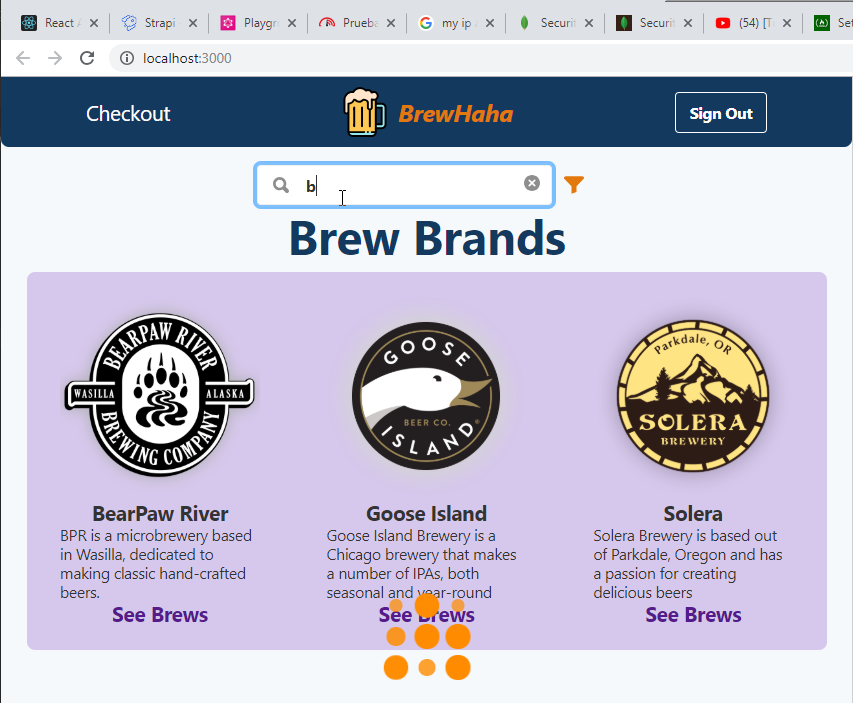 React
Strapi
Playgr
Prueba
my ip
Securit
Securit
(54) [T
Set
localhost:3000
Checkout
BrewHaha
Sign Out
b
Brew Brands
BEARPAW RIVER
WASILLA
ALASKA
BREWING COMPANY
GOOSE
BEER CO.
ISLAND
Parkdale, OR
SOLERA
BREWERY
BearPaw River
BPR is a microbrewery based
in Wasilla, dedicated to
making classic hand-crafted
beers.
See Brews
Goose Island
Goose Island Brewery is a
Chicago brewery that makes
a number of IPAs, both
seasonal and year-round
See Brews
Solera
Solera Brewery is based out
of Parkdale, Oregon and has
a passion for creating
delicious beers
See Brews